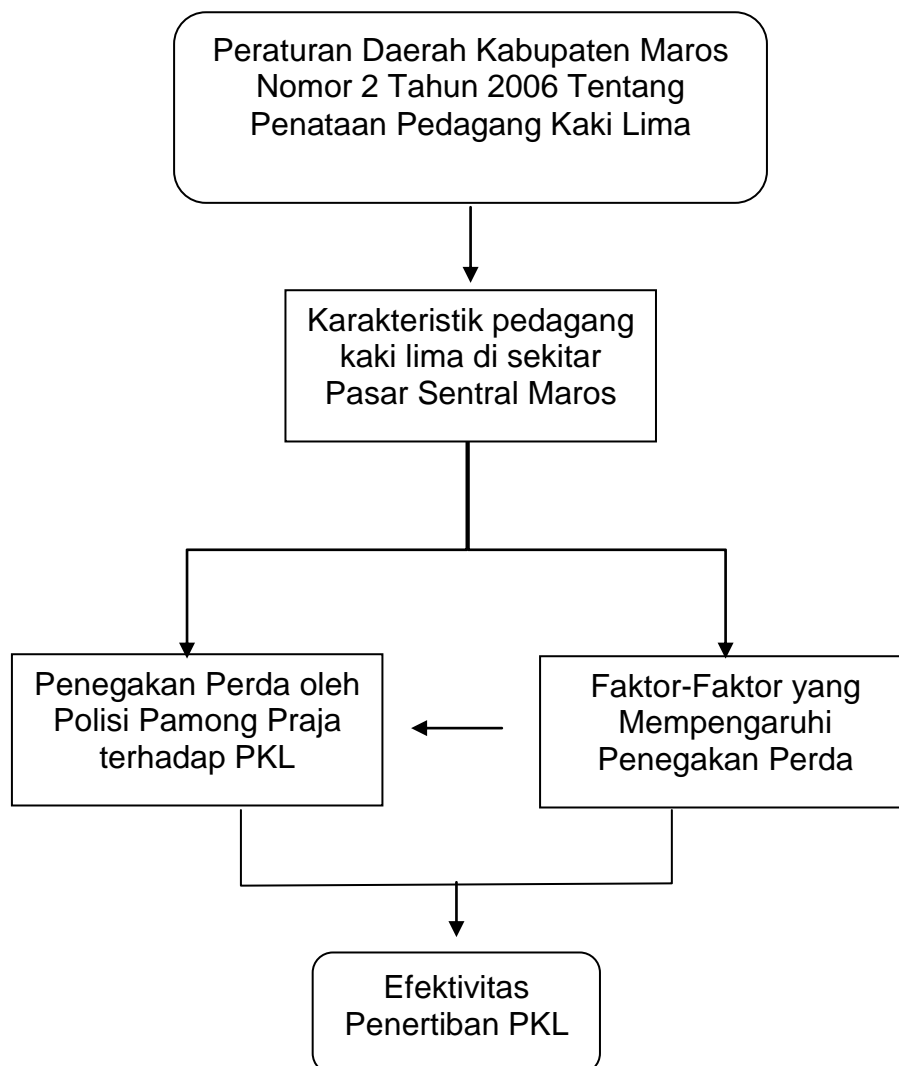 Peraturan Daerah Kabupaten Maros
Nomor 2 Tahun 2006 Tentang
Penataan Pedagang Kaki Lima
Karakteristik pedagang
kaki lima di sekitar
Pasar Sentral Maros
Penegakan Perda oleh
Polisi Pamong Praja
terhadap PKL
Faktor-Faktor yang
Mempengaruhi
Penegakan Perda
Efektivitas
Penertiban PKL